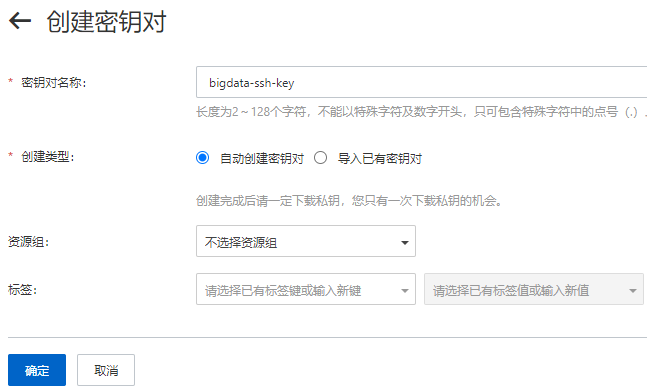 创建密钥对
* 密钥对名称:
bigdata-ssh-key
长度为2～128个字符，不能以特殊字符及数字开头，只可包含特殊字符中的点号（.）、
* 创建类型:
自动创建密钥对 导入已有密钥对
创建完成后请一定下载私钥，您只有一次下载私钥的机会。
资源组:
不选择资源组
标签:
请选择已有标签键或输入新键 请选择已有标签值或输入新值
确定 取消